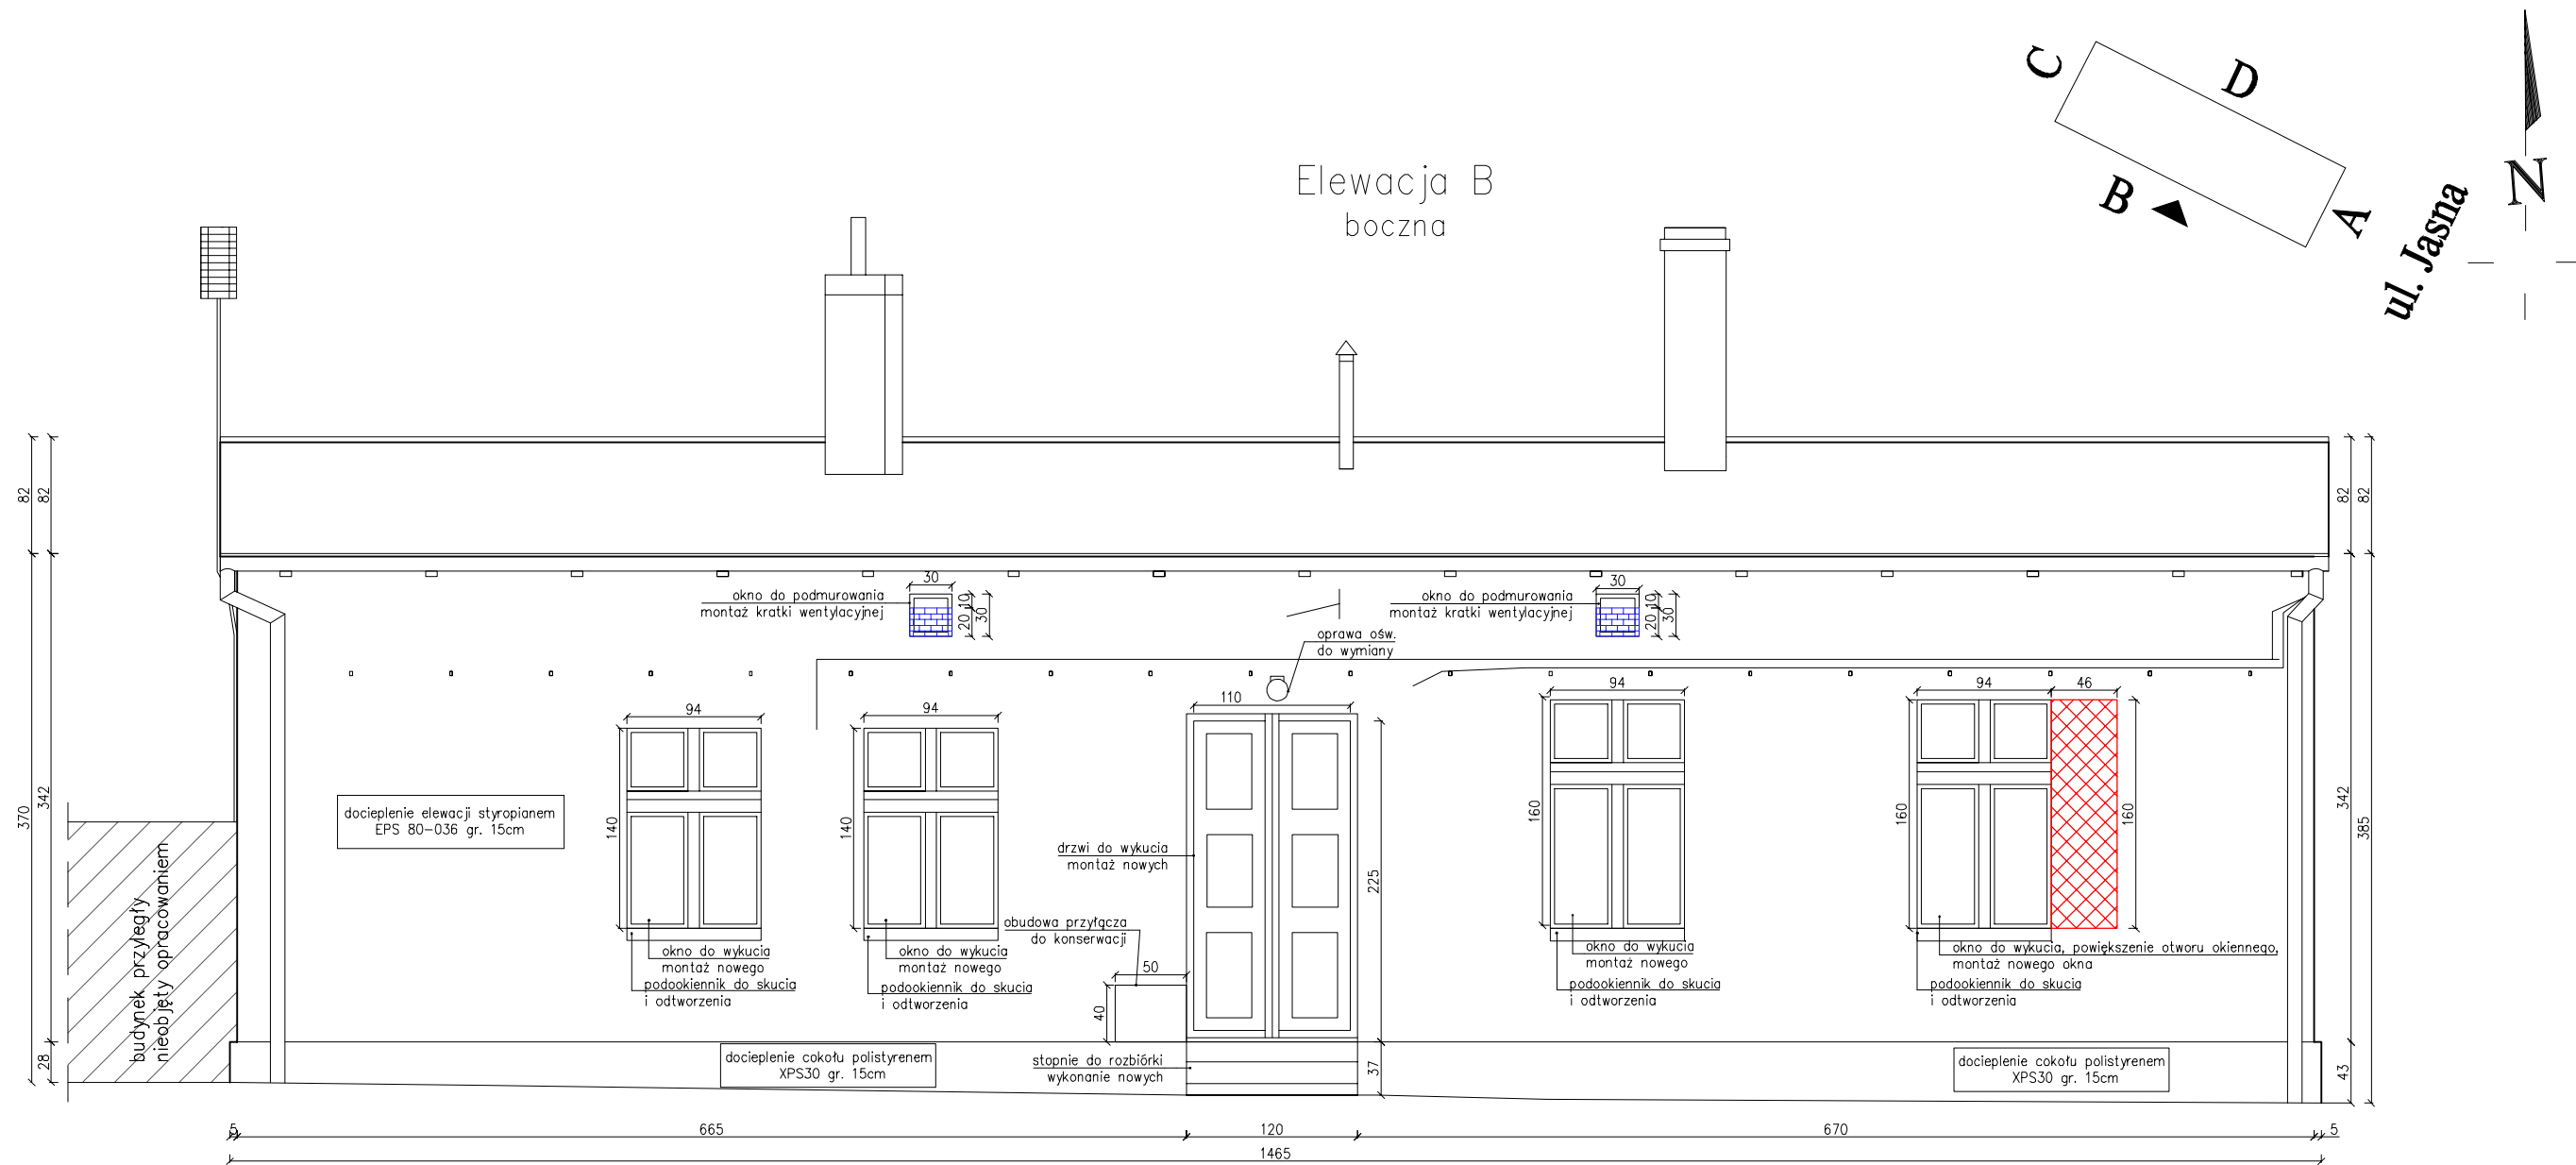 Elewacja B
boczna
C
D
B
A
ul. Jasna
N
82
82
82
82
30
10
20
30
okno do podmurowania
montaż kratki wentylacyjnej
30
10
20
30
okno do podmurowania
montaż kratki wentylacyjnej
oprawa ośw.
do wymiany
94
94
110
94
94
46
370
342
140
140
160
160
160
342
385
225
docieplenie elewacji styropianem
EPS 80-036 gr. 15cm
drzwi do wykucia
montaż nowych
budynek przyległy
nieobjęty opracowaniem
obudowa przyłącza
do konserwacji
50
40
okno do wykucia
montaż nowego
podookiennik do skucia
i odtworzenia
okno do wykucia
montaż nowego
podookiennik do skucia
i odtworzenia
okno do wykucia
montaż nowego
podookiennik do skucia
i odtworzenia
okno do wykucia, powiększenie otworu okiennego,
montaż nowego okna
podookiennik do skucia
i odtworzenia
28
docieplenie cokołu polistyrenem
XPS30 gr. 15cm
stopnie do rozbiórki
wykonanie nowych
37
docieplenie cokołu polistyrenem
XPS30 gr. 15cm
43
5
665
120
670
5
1465